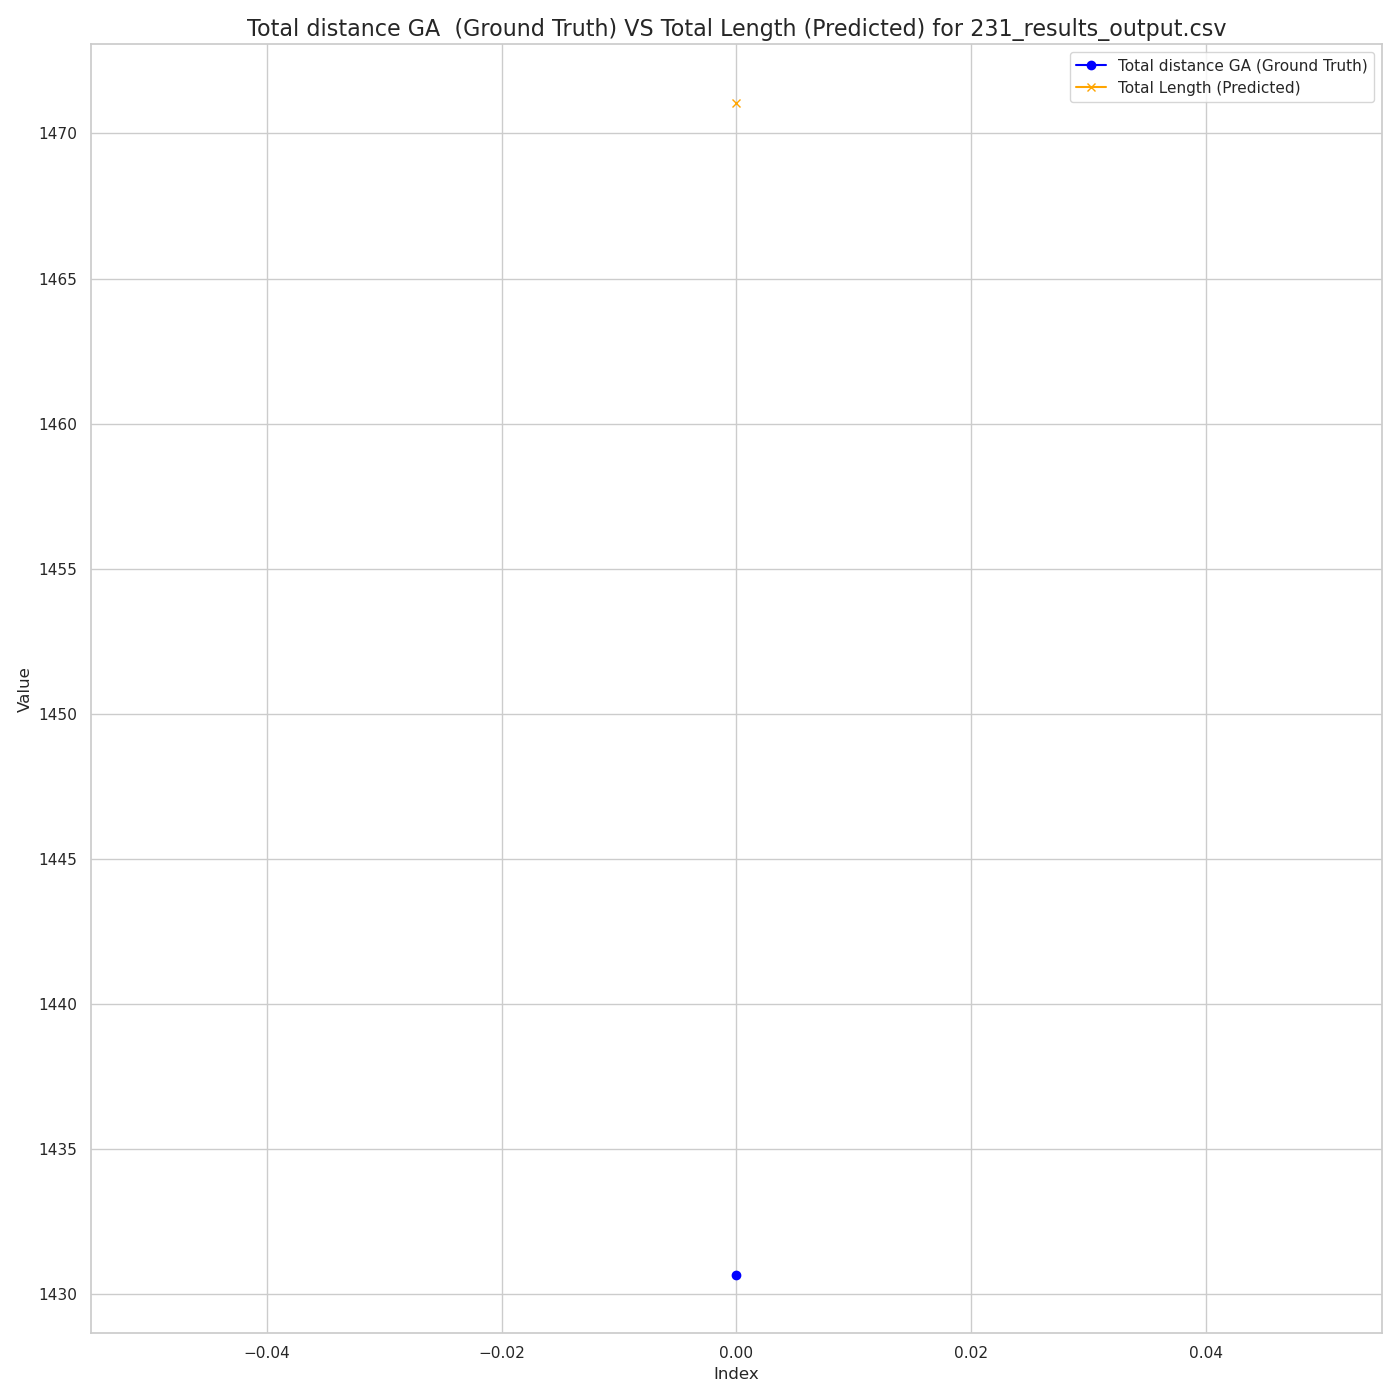 Total distance GA  (Ground Truth) VS Total Length (Predicted) for 231_results_output.csv
Total distance GA (Ground Truth)
Total Length (Predicted)
1470
1465
1460
1455
1450
1445
1440
1435
1430
Value
−0.04
−0.02
0.00
0.02
0.04
Index